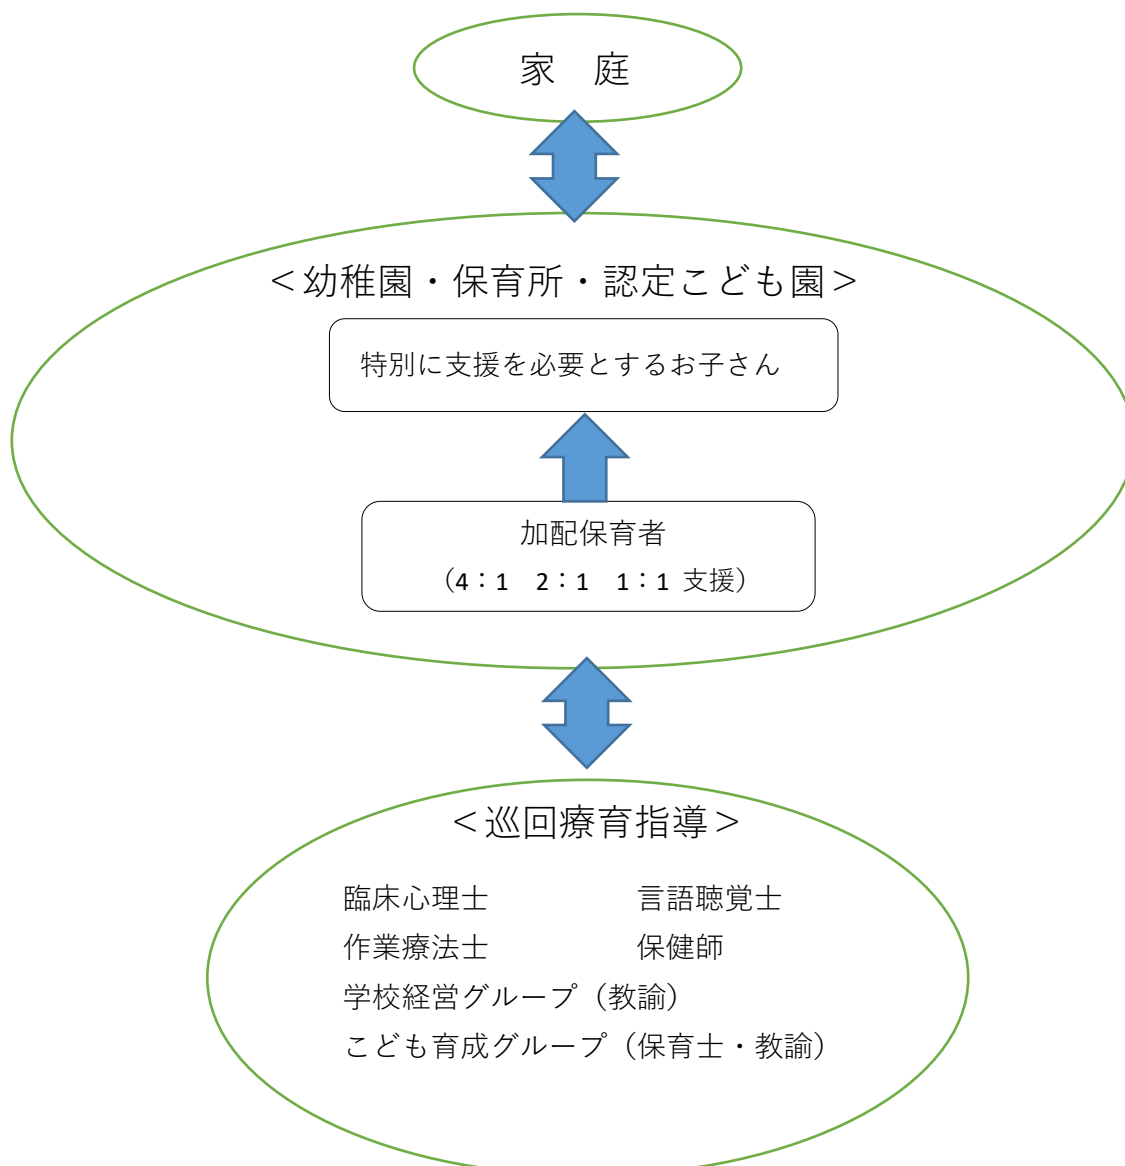 家　庭
＜幼稚園・保育所・認定こども園＞
特別に支援を必要とするお子さん
加配保育者
（4：1　2：1　1：1 支援）
＜巡回療育指導＞
臨床心理士　　　　　言語聴覚士
作業療法士　　　　　保健師
学校経営グループ（教諭）
こども育成グループ（保育士・教諭）